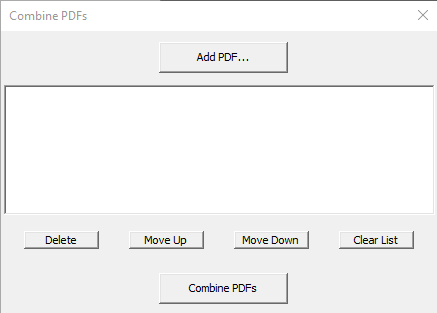 Combine PDFs
Add PDF...
Delete Move Up Move Down Clear List
Combine PDFs